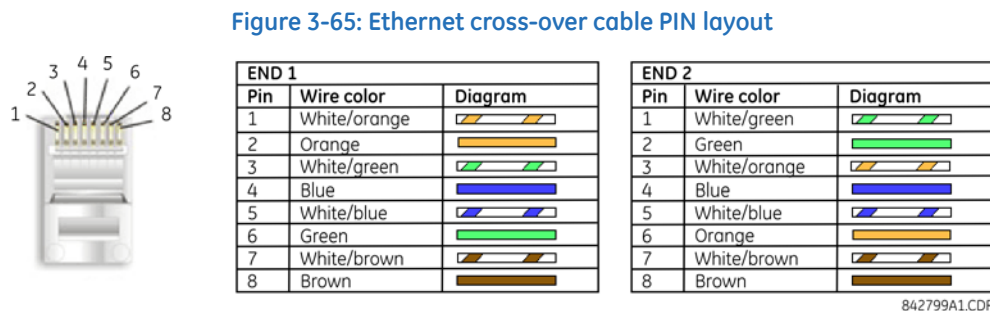 Figure 3-65: Ethernet cross-over cable PIN layout
1 2 3 4 5 6 7 8
END 1
Pin Wire color Diagram
1 White/orange
2 Orange
3 White/green
4 Blue
5 White/blue
6 Green
7 White/brown
8 Brown
END 2
Pin Wire color Diagram
1 White/green
2 Green
3 White/orange
4 Blue
5 White/blue
6 Orange
7 White/brown
8 Brown
842799A1.CDR